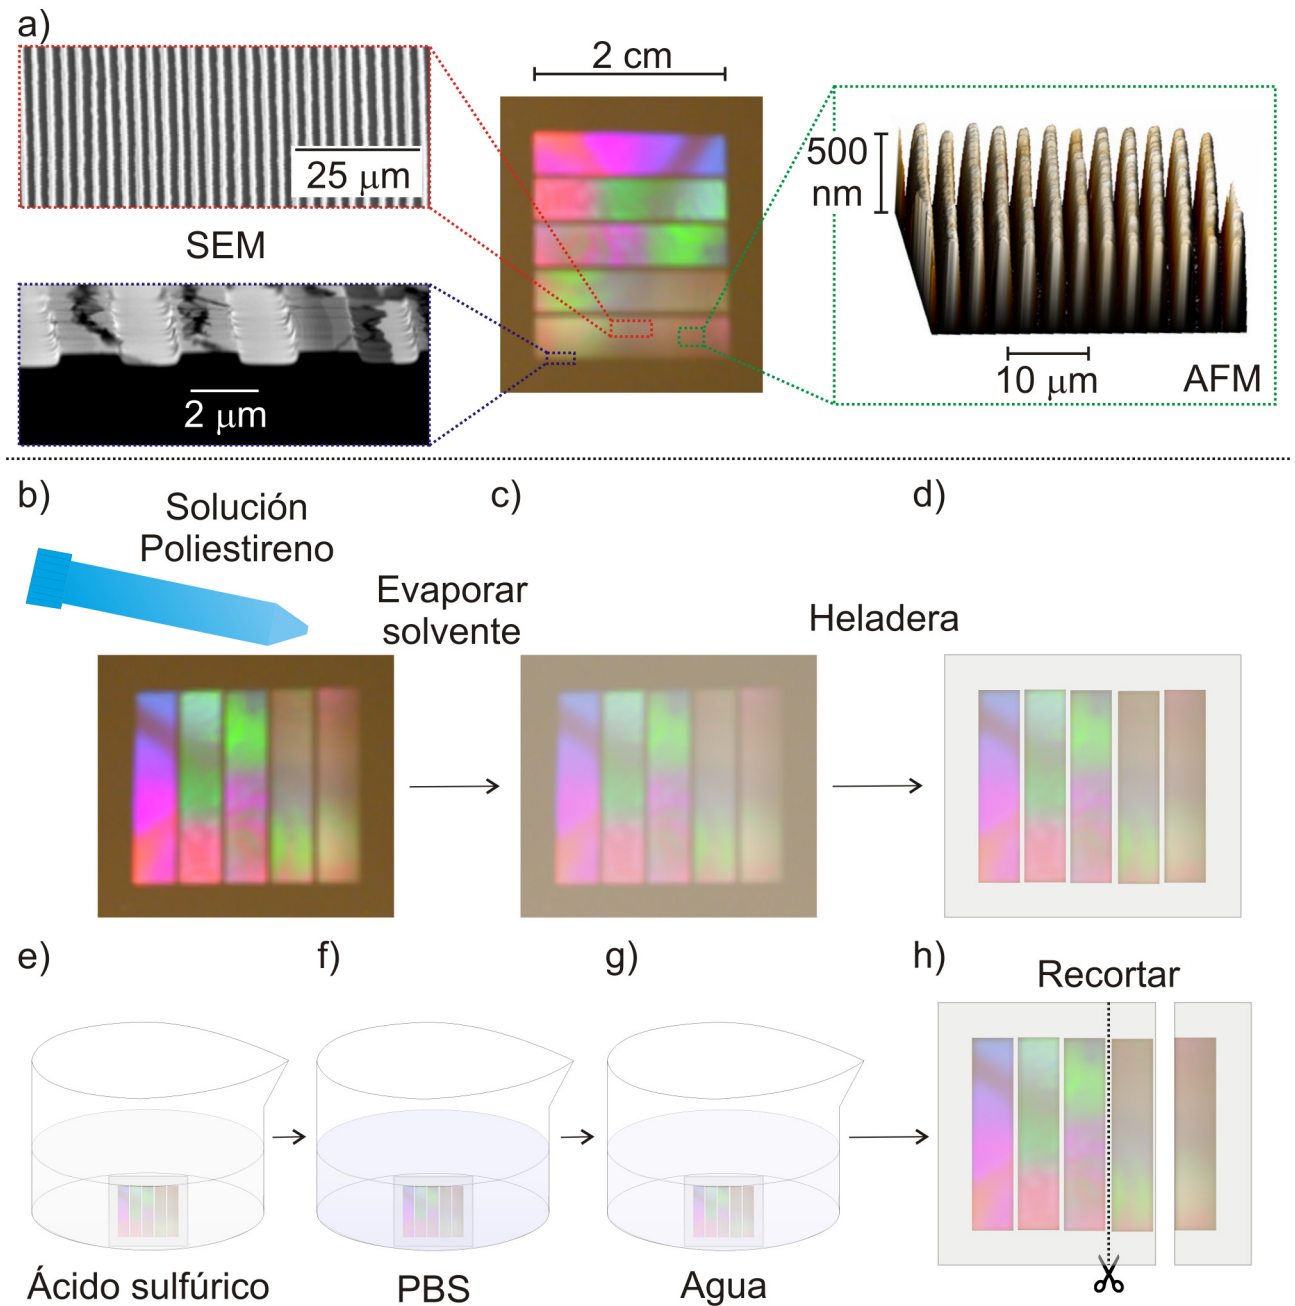 a)
2 cm
25 μm
500
nm
SEM
2 μm
10 μm
AFM
b)
c)
d)
Solución
Poliestireno
Evaporar
solvente
Heladera
e)
f)
g)
h)
Recortar
Ácido sulfúrico
PBS
Agua